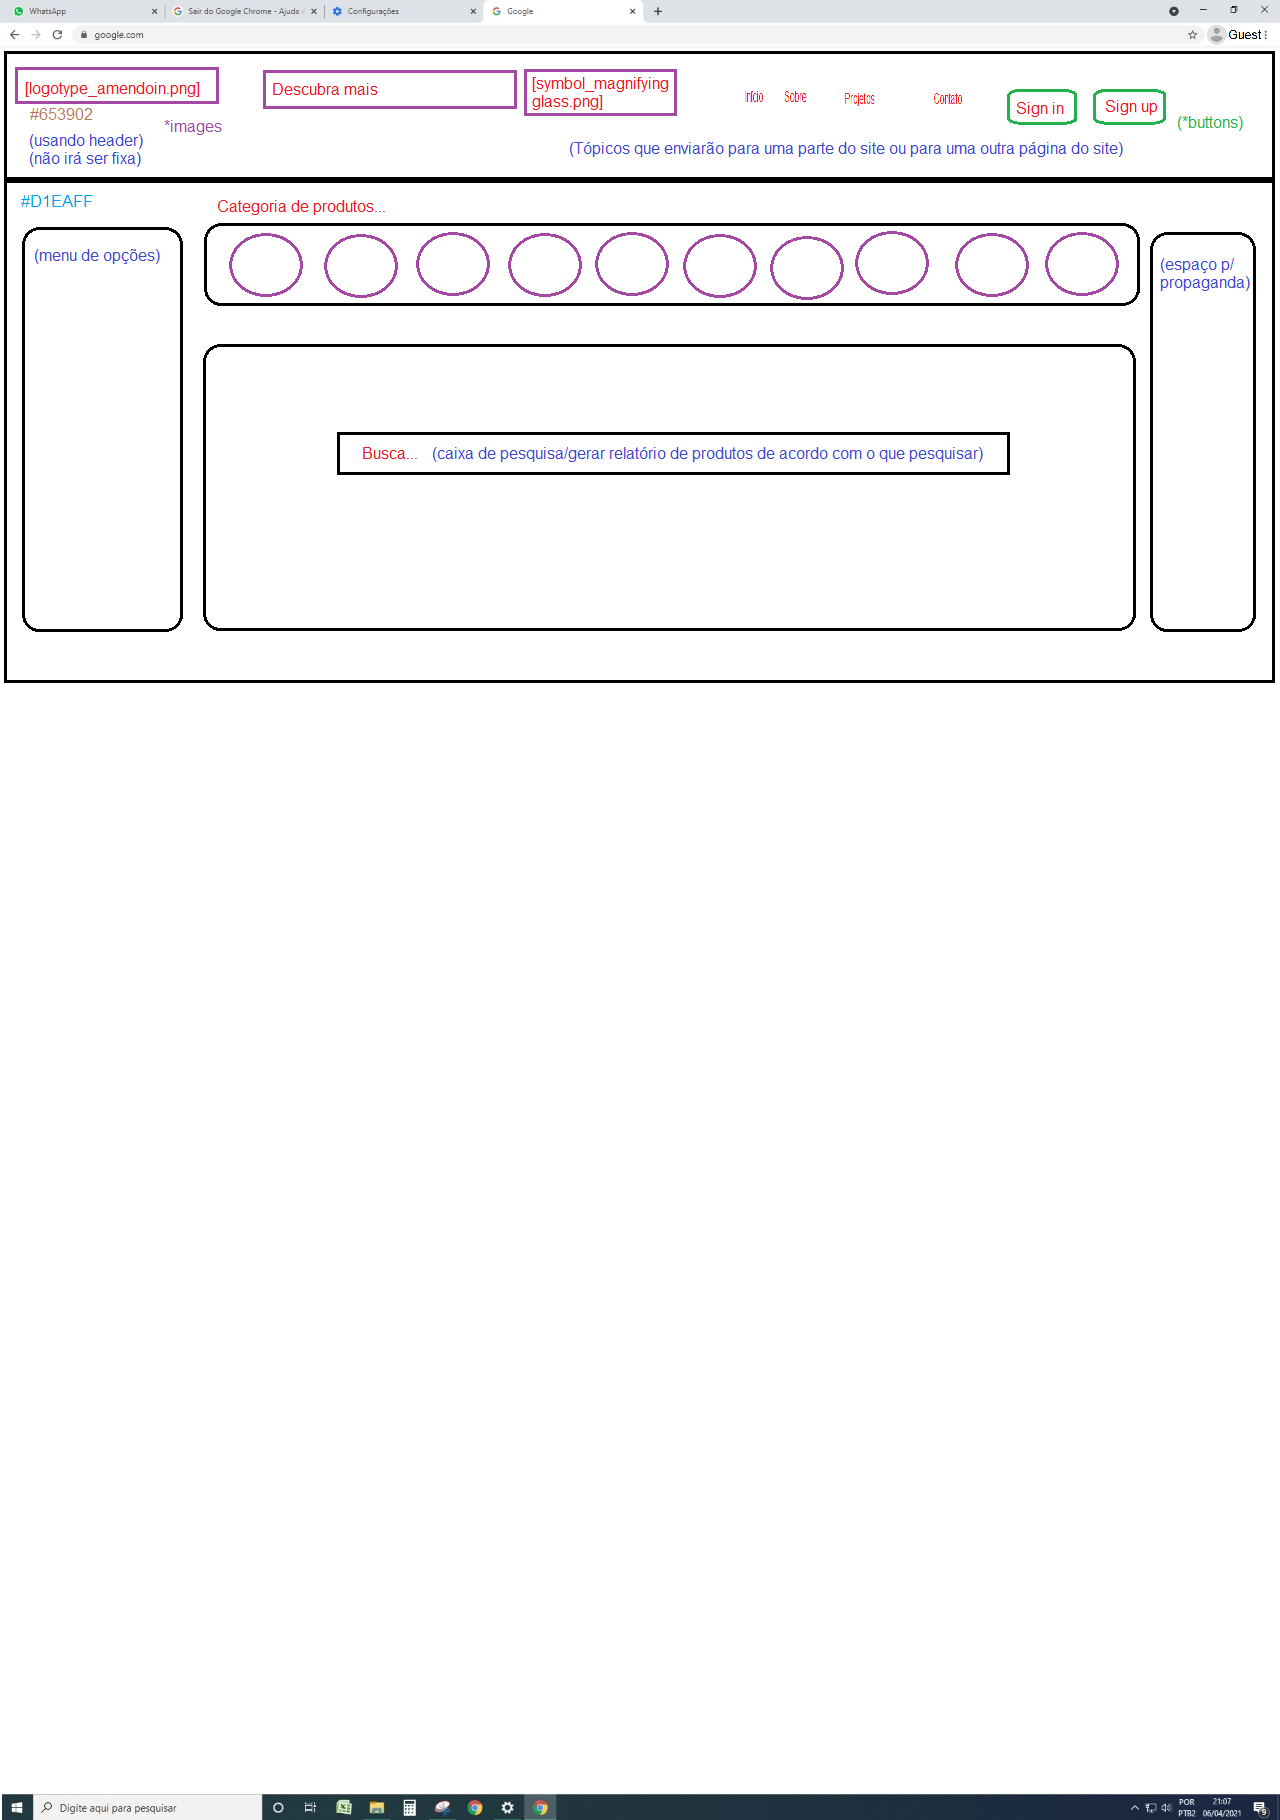 WhatsApp
Sair do Google Chrome - Ajuda
Configurações
Google
google.com
Guest
[logotype_amendoin.png]
Descubra mais
[symbol_magnifying
glass.png]
Início
Sobre
Projetos
Contato
Sign in
Sign up
(*buttons)
#653902
*images
(usando header)
(não irá ser fixa)
(Tópicos que enviarão para uma parte do site ou para uma outra página do site)
#D1EAFF
Categoria de produtos...
(menu de opções)
(espaço p/
propaganda)
Busca... (caixa de pesquisa/gerar relatório de produtos de acordo com o que pesquisar)
Digite aqui para pesquisar
POR
PTB2
21:07
06/04/2021
9